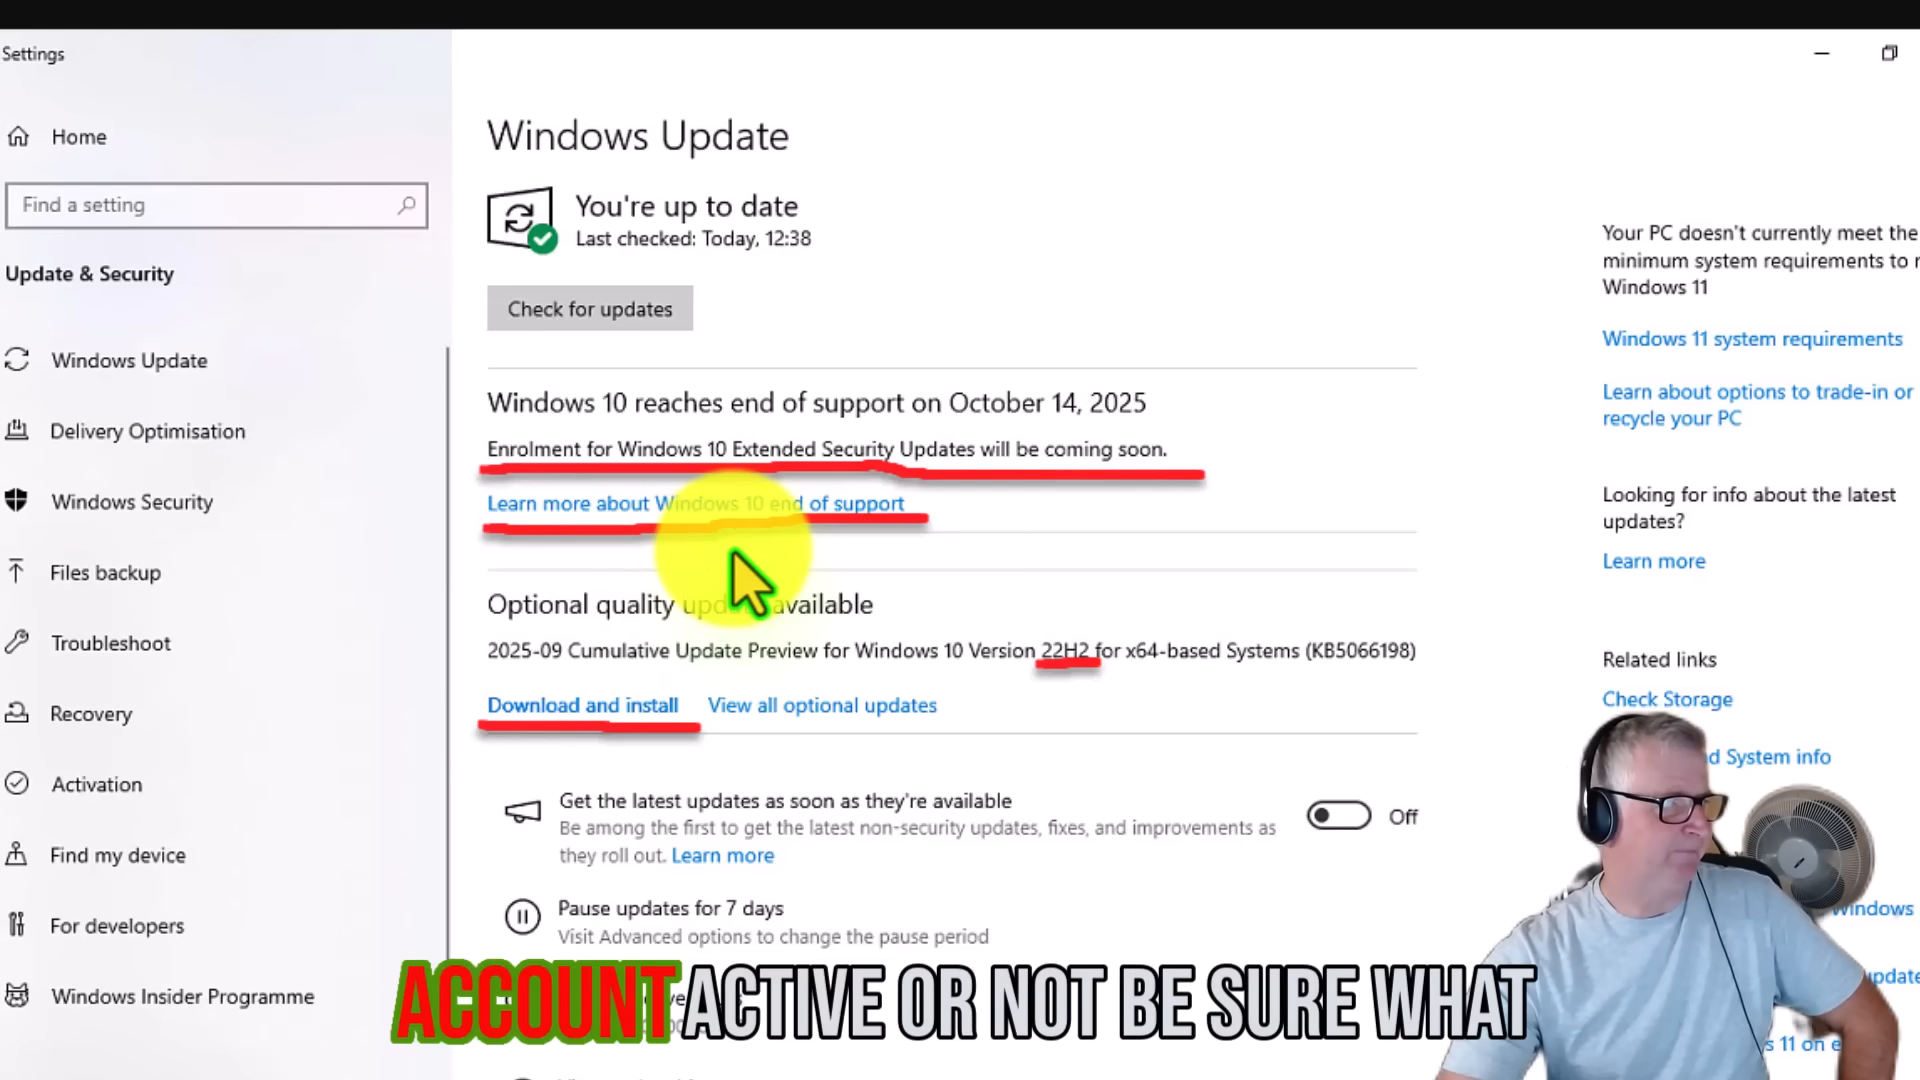 Settings
Home
Find a setting
Update & Security
Windows Update
Delivery Optimisation
Windows Security
Files backup
Troubleshoot
Recovery
Activation
Find my device
For developers
Windows Insider Programme
Windows Update
You're up to date
Last checked: Today, 12:38
Check for updates
Windows 10 reaches end of support on October 14, 2025
Enrolment for Windows 10 Extended Security Updates will be coming soon.
Learn more about Windows 10 end of support
Optional quality update available
2025-09 Cumulative Update Preview for Windows 10 Version 22H2 for x64-based Systems (KB5066198)
Download and install View all optional updates
Get the latest updates as soon as they're available
Off
Be among the first to get the latest non-security updates, fixes, and improvements as
they roll out. Learn more
Pause updates for 7 days
Visit Advanced options to change the pause period
ACCOUNT ACTIVE OR NOT BE SURE WHAT
Your PC doesn't currently meet the
minimum system requirements to
Windows 11
Windows 11 system requirements
Learn about options to trade-in or
recycle your PC
Looking for info about the latest
updates?
Learn more
Related links
Check Storage
System info
Windows
update
11 on